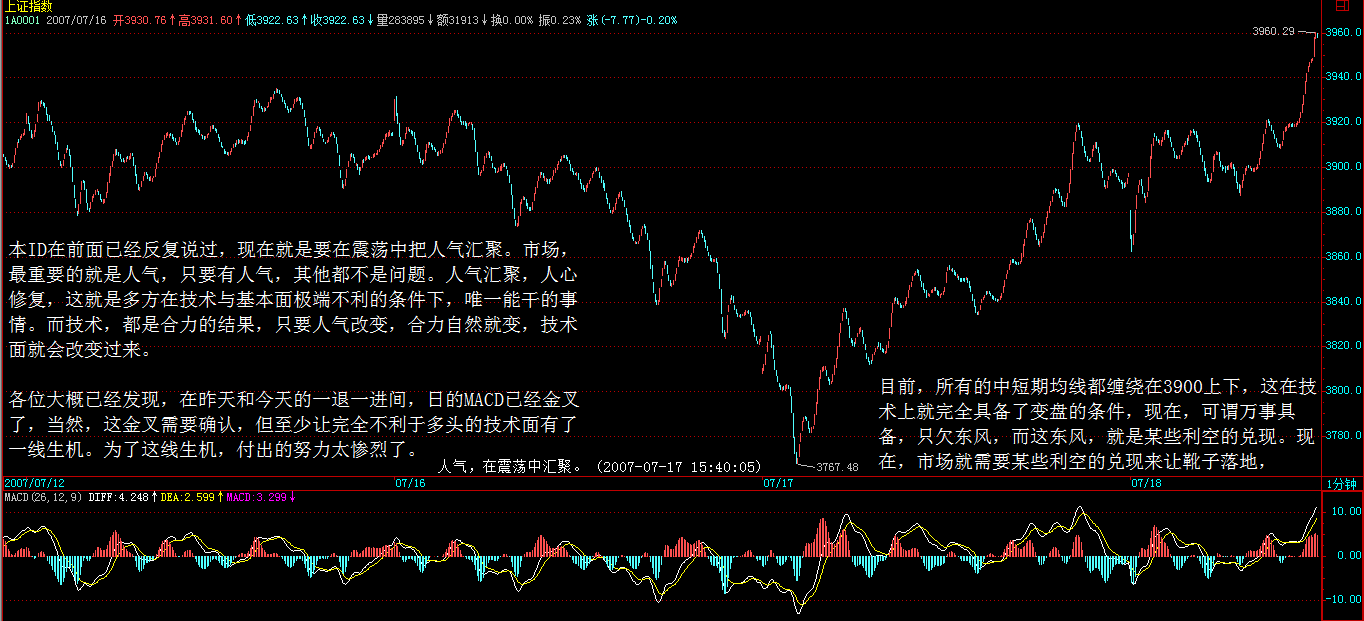 上证指数
日
1A0001 2007/07/16 开3930.76↑高3931.60↑低3922.63↑收3922.63↓量283895↓额31913↓换0.00% 振0.23% 涨(-7.77)-0.20%
3960.29
3960.0
3940.0
3920.0
3900.0
3880.0
3860.0
3840.0
3820.0
3800.0
3780.0
本ID在前面已经反复说过，现在就是要在震荡中把人气汇聚。市场，
最重要的就是人气，只要有人气，其他都不是问题。人气汇聚，人心
修复，这就是多方在技术与基本面极端不利的条件下，唯一能干的事
情。而技术，都是合力的结果，只要人气改变，合力自然就变，技术
面就会改变过来。
各位大概已经发现，在昨天和今天的一退一进间，日的MACD已经金叉
了，当然，这金叉需要确认，但至少让完全不利于多头的技术面有了
一线生机。为了这线生机，付出的努力太惨烈了。
人气，在震荡中汇聚。（2007-07-17 15:40:05）
3767.48
目前，所有的中短期均线都缠绕在3900上下，这在技
术上就完全具备了变盘的条件，现在，可谓万事具
备，只欠东风，而这东风，就是某些利空的兑现。现
在，市场就需要某些利空的兑现来让靴子落地，
2007/07/12
07/16
07/17
07/18
1分钟
MACD(26,12,9) DIFF:4.248↑DEA:2.599↑MACD:3.299↓
10.00
0.00
-10.00